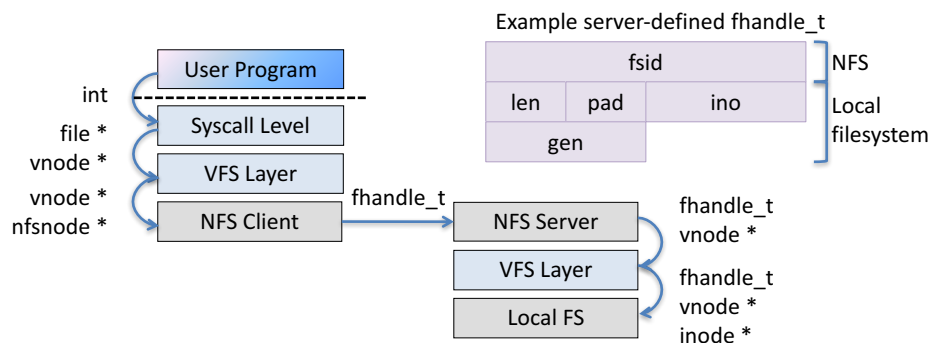 Example server-defined fhandle_t
fsid
NFS
len
pad
ino
Local
filesystem
gen
User Program
int
Syscall Level
file *
vnode *
VFS Layer
vnode *
nfsnode *
NFS Client
fhandle_t
NFS Server
fhandle_t
vnode *
VFS Layer
fhandle_t
vnode *
inode *
Local FS